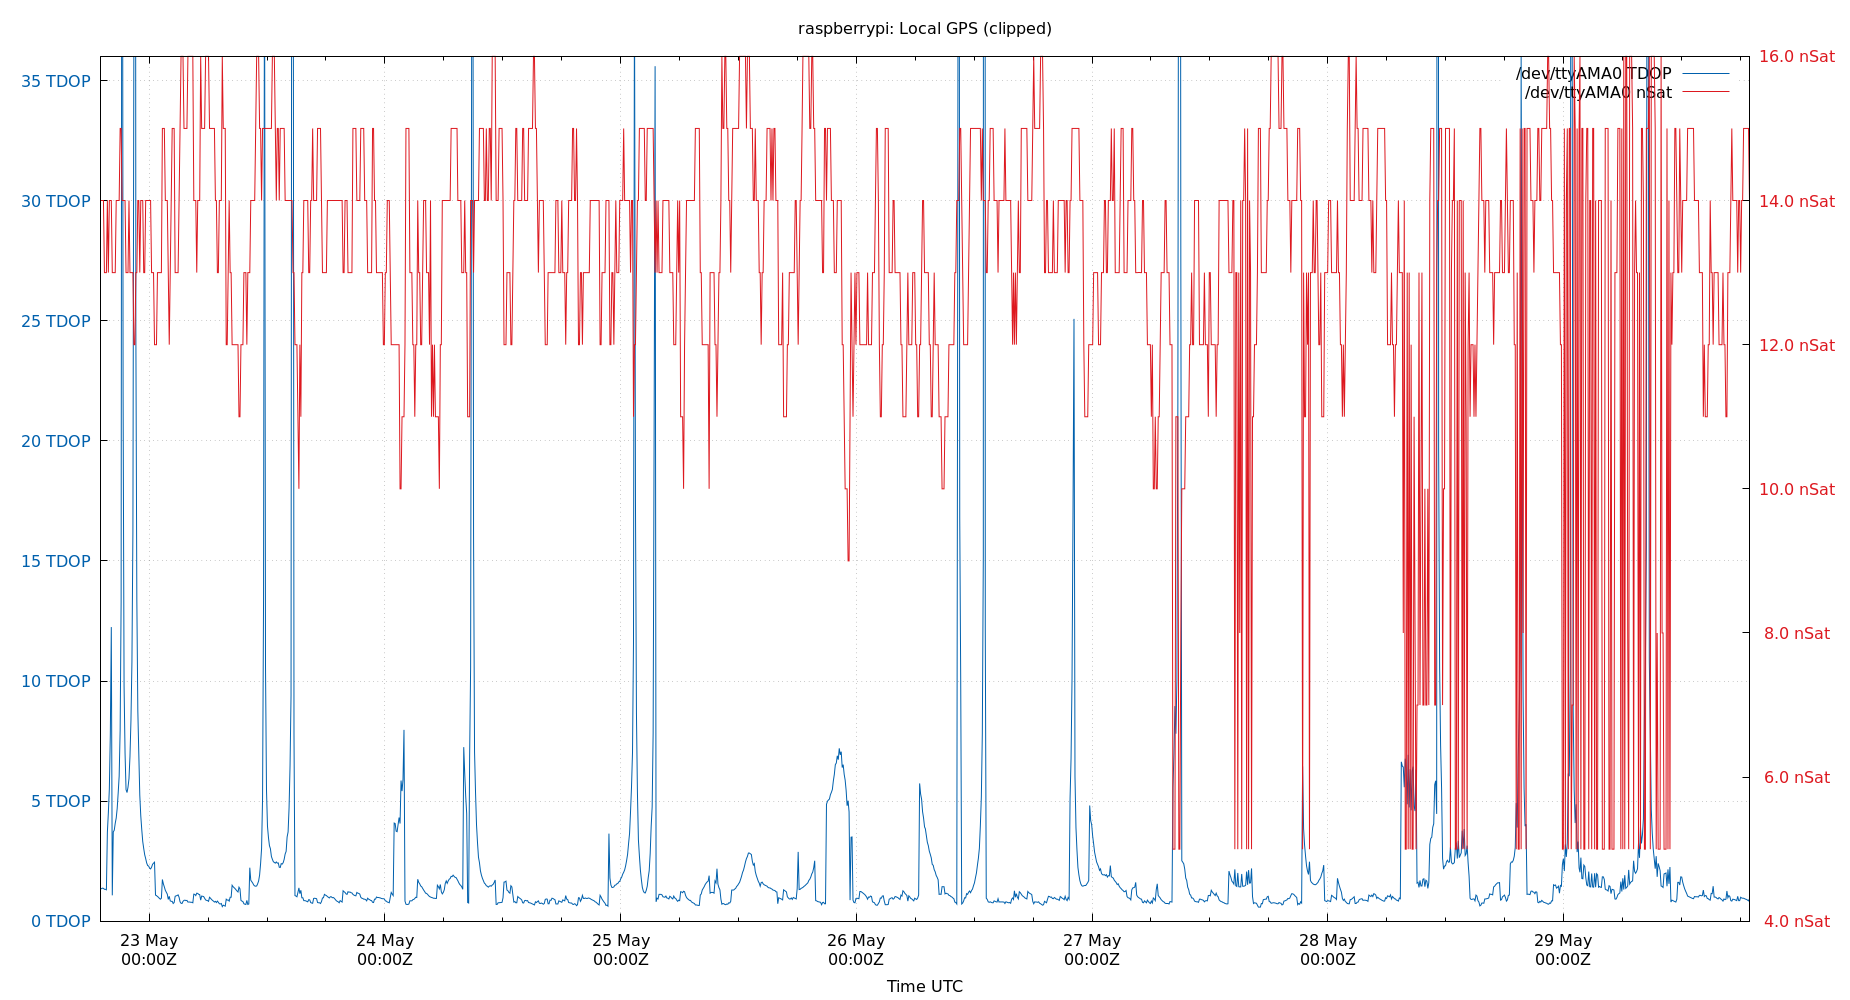 raspberrypi: Local GPS (clipped)
/dev/ttyAMA0 TDOP
/dev/ttyAMA0 nSat
35 TDOP
30 TDOP
25 TDOP
20 TDOP
15 TDOP
10 TDOP
5 TDOP
0 TDOP
16.0 nSat
14.0 nSat
12.0 nSat
10.0 nSat
8.0 nSat
6.0 nSat
4.0 nSat
23 May
00:00Z
24 May
00:00Z
25 May
00:00Z
26 May
00:00Z
27 May
00:00Z
28 May
00:00Z
29 May
00:00Z
Time UTC